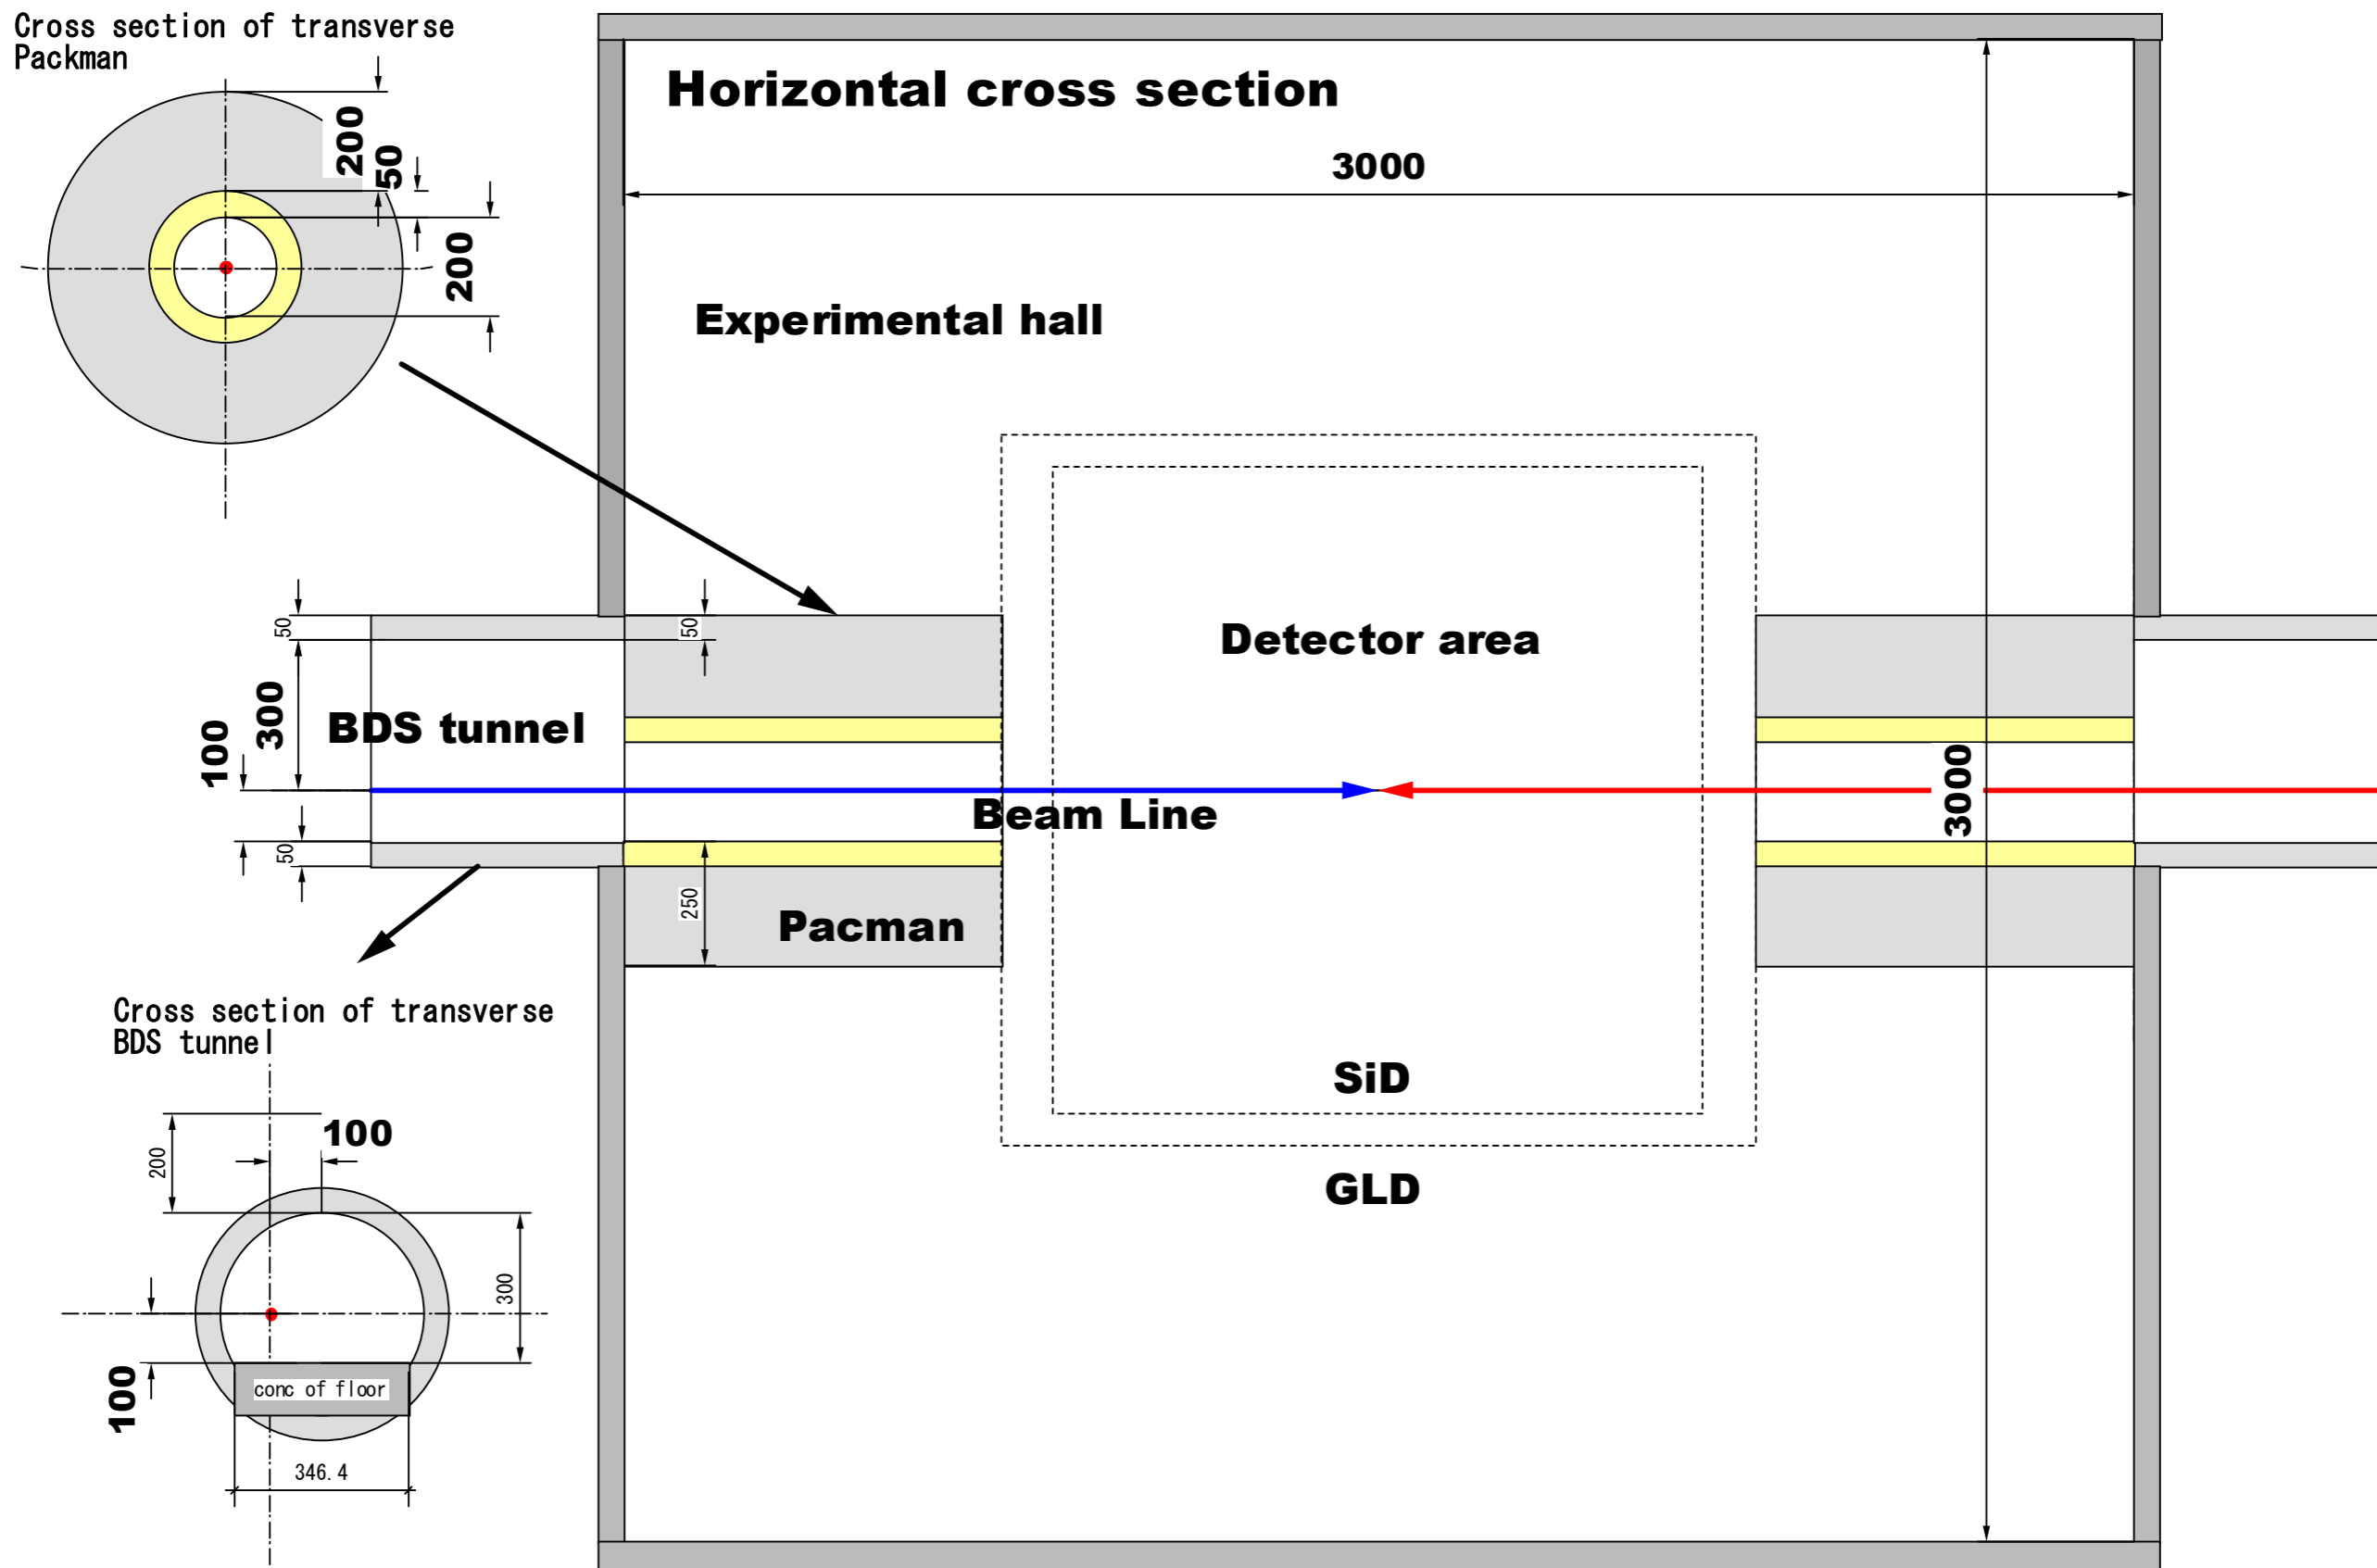 Cross section of transverse
Packman
200
50
200
Horizontal cross section
3000
Experimental hall
50
50
300
100
BDS tunnel
Detector area
3000
Beam Line
50
250
Pacman
Cross section of transverse
BDS tunnel
SiD
GLD
200
100
300
100
conc of floor
346.4